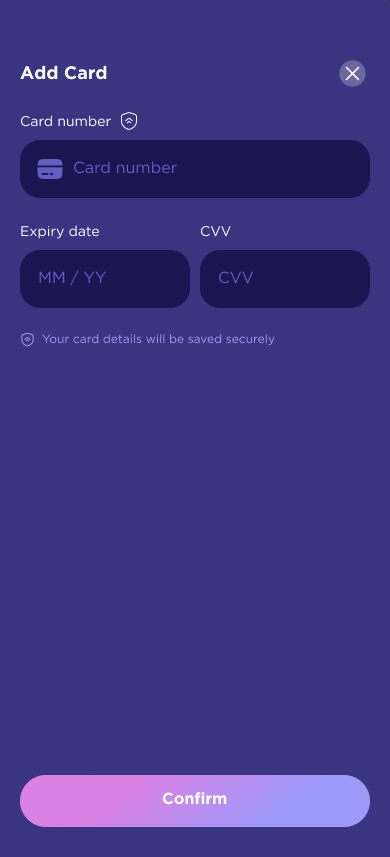 Add Card
Card number
Card number
Expiry date
CVV
MM / YY
CVV
Your card details will be saved securely
Confirm